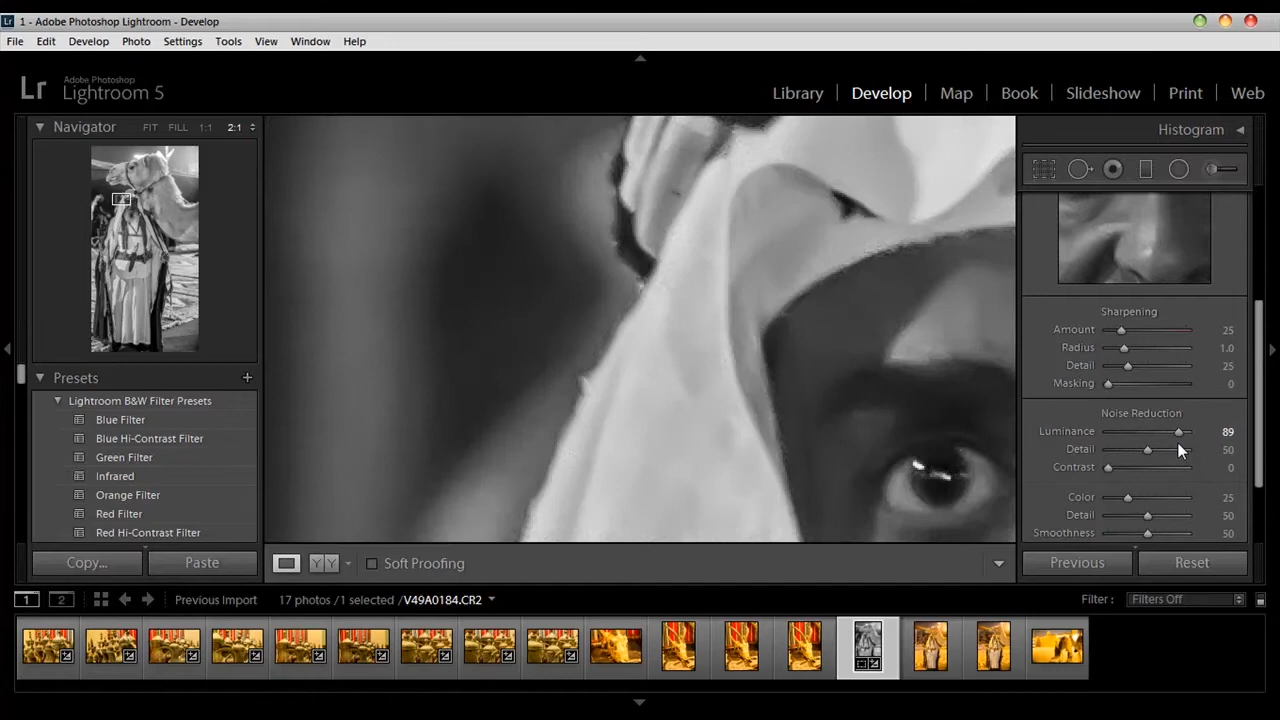 Lr 1 - Adobe Photoshop Lightroom - Develop
File Edit Develop Photo Settings Tools View Window Help
Lr Adobe Photoshop
Lightroom 5
Library Develop Map Book Slideshow Print Web
Navigator FIT FILL 1:1 2:1
Histogram
Sharpening
Amount 25
Radius 1.0
Detail 25
Masking 0
Noise Reduction
Luminance 89
Detail 50
Contrast 0
Color 25
Detail 50
Smoothness 50
Presets +
Lightroom B&W Filter Presets
Blue Filter
Blue Hi-Contrast Filter
Green Filter
Infrared
Orange Filter
Red Filter
Red Hi-Contrast Filter
Copy... Paste
YY Soft Proofing
Previous Reset
1 2 Previous Import 17 photos /1 selected /V49A0184.CR2 Filter : Filters Off